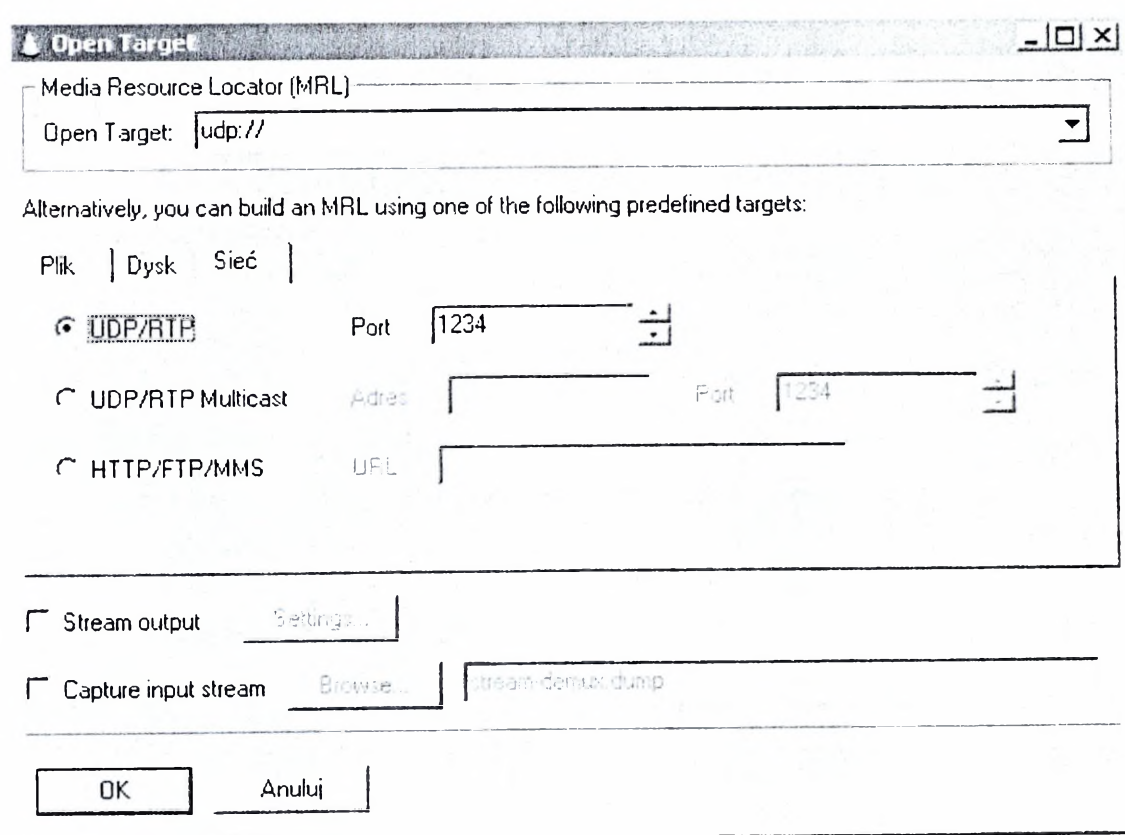 Open Target
Media Resource Locator (MRL)
Open Target: udp://
Alternatively, you can build an MRL using one of the following predefined targets:
Plik Dysk Sieć
UDP/RTP Port 1234
UDP/RTP Multicast Adres Port 1234
HTTP/FTP/MMS URL
Stream output Settings...
Capture input stream Browse... stream-demux.dump
OK Anuluj